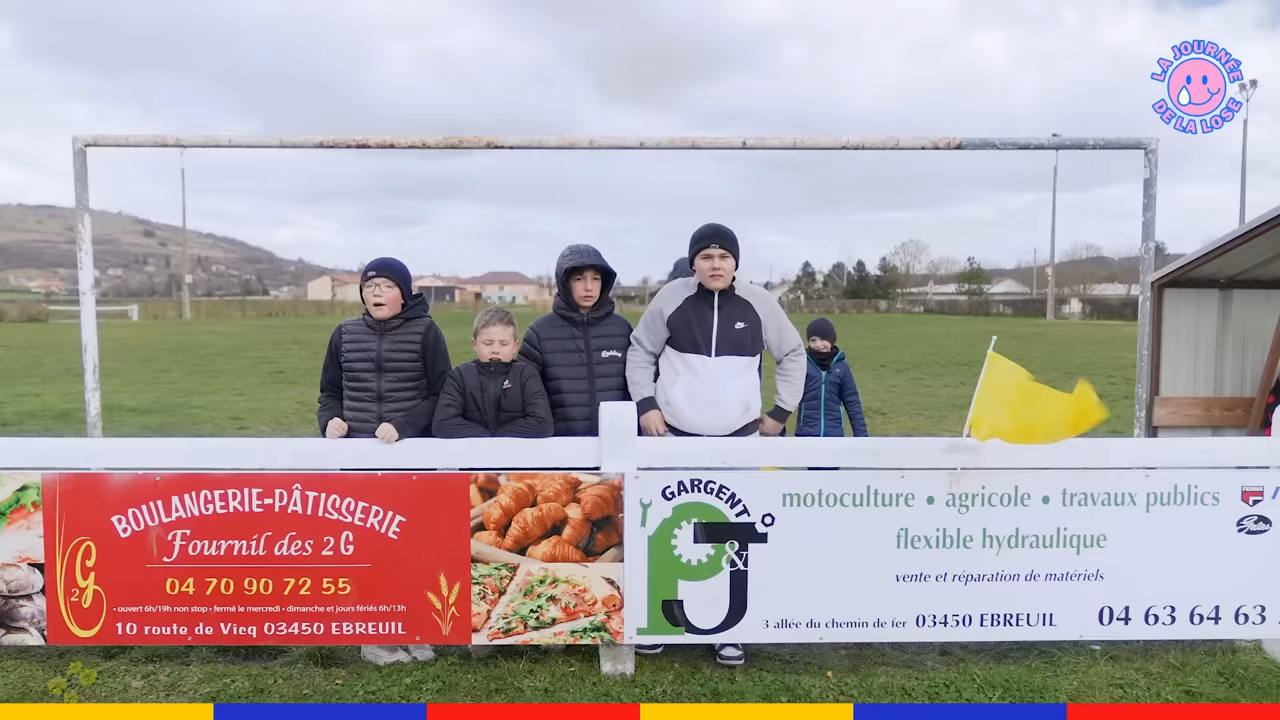 LA JOURNÉE
DE LA LOSE
BOULANGERIE-PÂTISSERIE
Fournil des 2 G
2G
04 70 90 72 55
• ouvert 6h/19h non stop • fermé le mercredi • dimanche et jours fériés 6h/13h
10 route de Vicq 03450 EBREUIL
GARGENT
P&J
motoculture • agricole • travaux publics
flexible hydraulique
vente et réparation de matériels
3 allée du chemin de fer 03450 EBREUIL
04 63 64 63
Gates